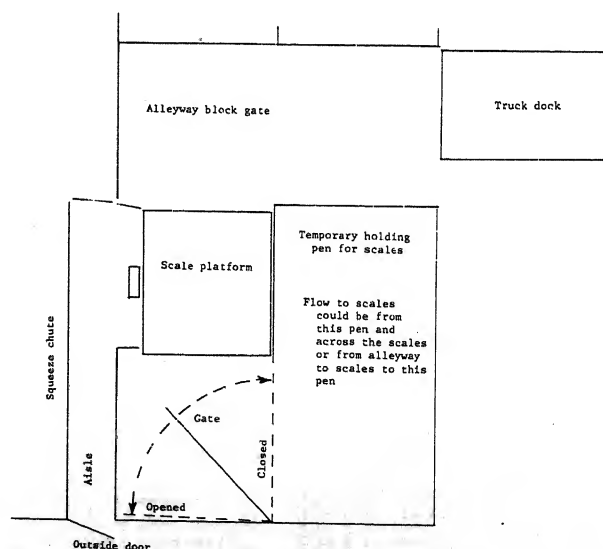 Alleyway block gate
Truck dock
Temporary holding
pen for scales
Scale platform
Flow to scales
could be from
this pen and
across the scales
or from alleyway
to scales to this
pen
Squeeze chute
Gate
Closed
Aisle
Opened
Outside door